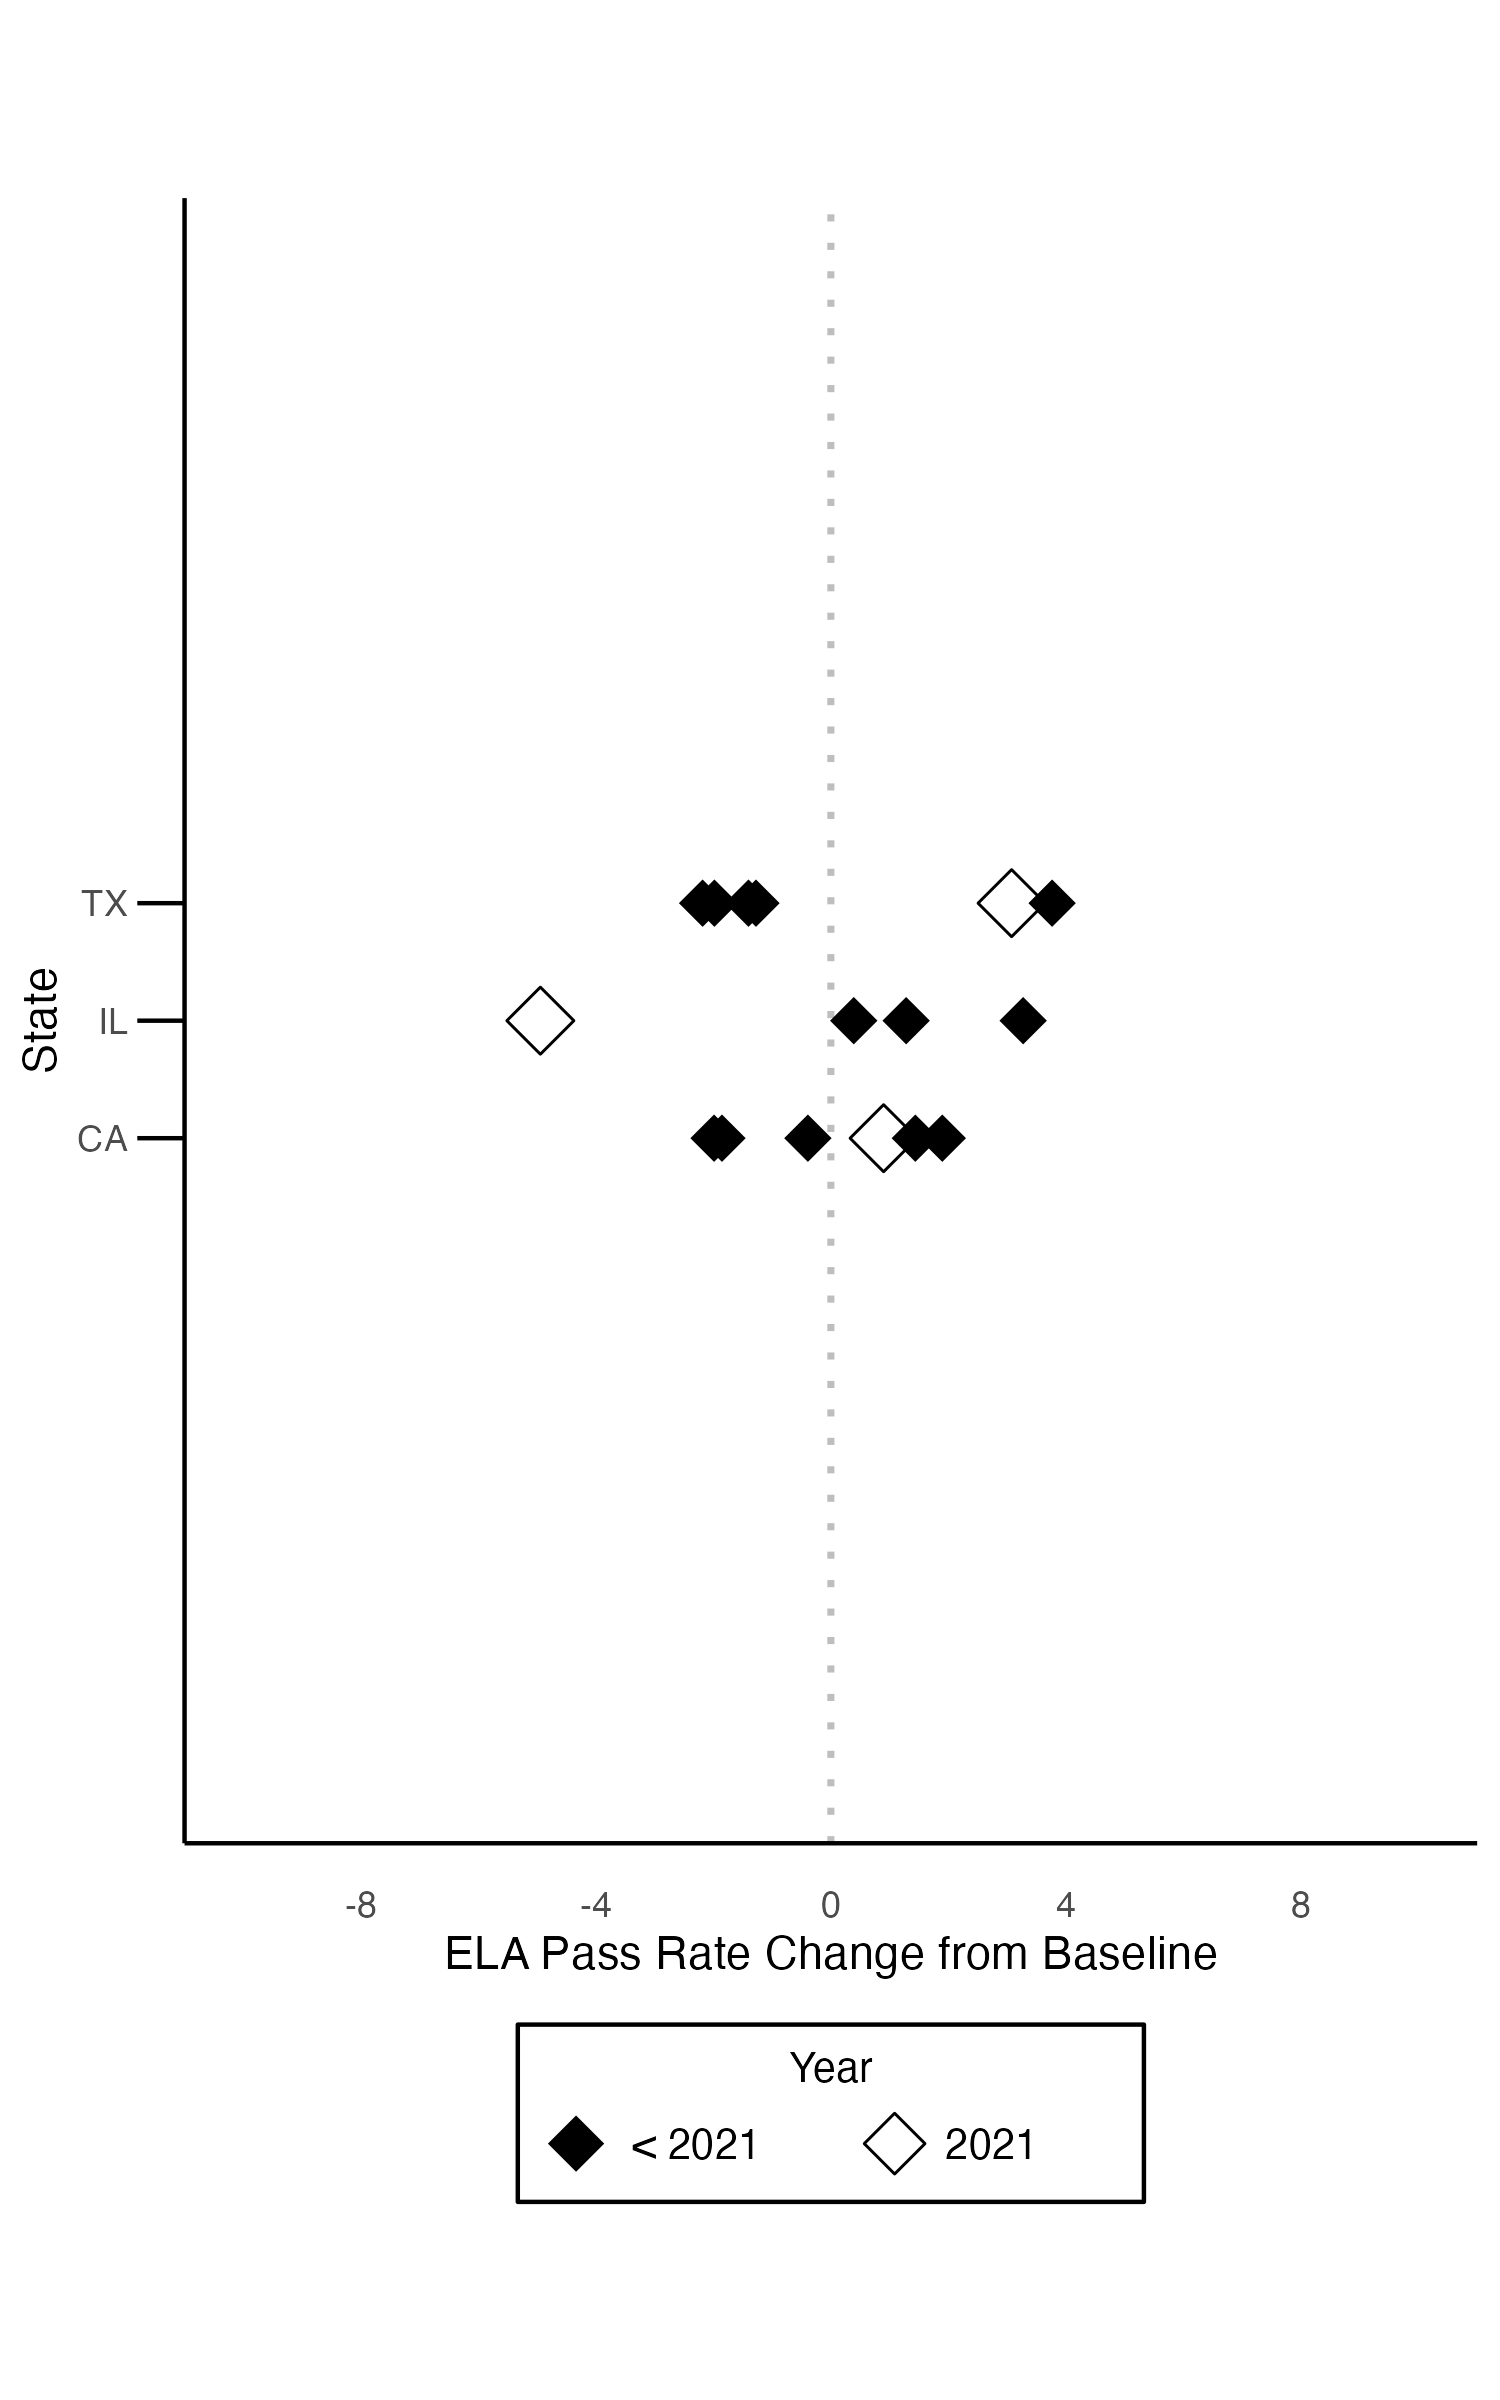 State
TX
IL
CA
-8 -4 0 4 8
ELA Pass Rate Change from Baseline
Year
< 2021 2021